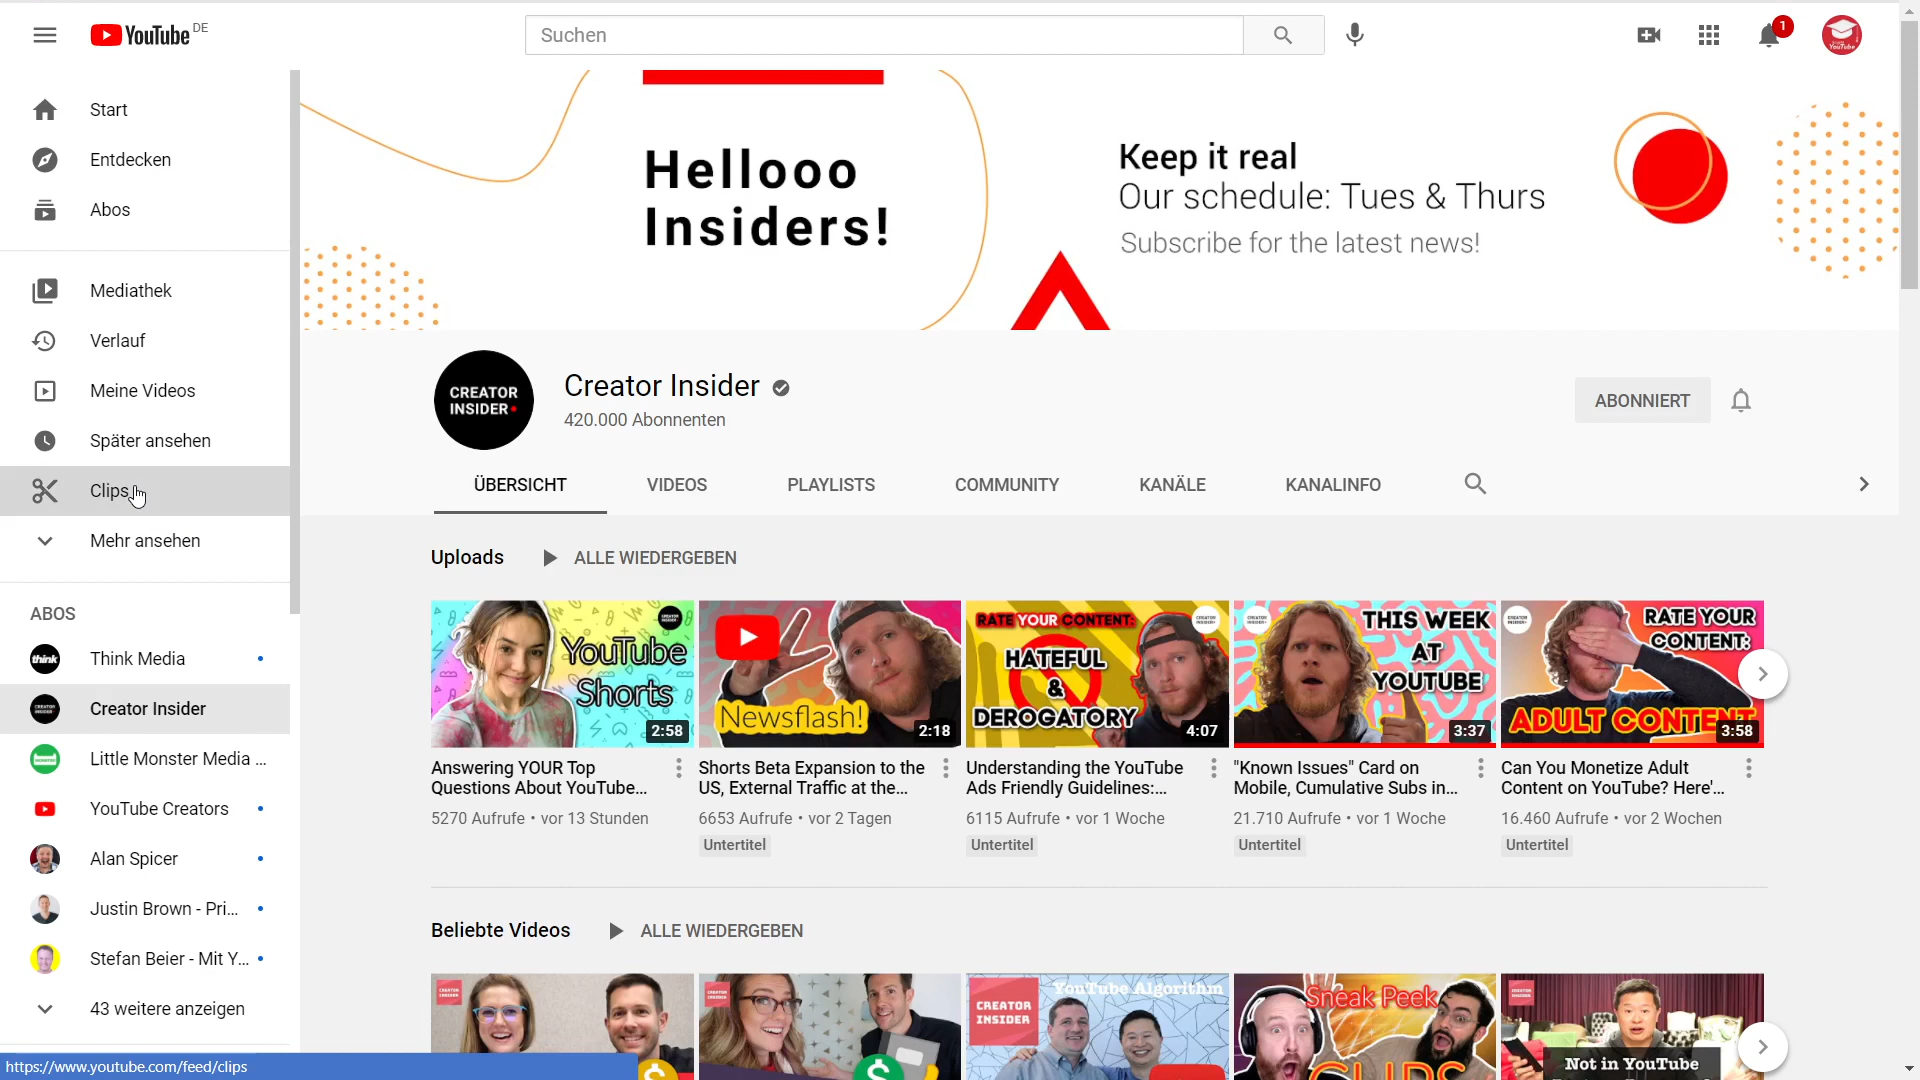 YouTube DE
Suchen
1
Start
Entdecken
Abos
Mediathek
Verlauf
Meine Videos
Später ansehen
Clips
Mehr ansehen
ABOS
Think Media
Creator Insider
Little Monster Media ...
YouTube Creators
Alan Spicer
Justin Brown - Pri...
Stefan Beier - Mit Y...
43 weitere anzeigen
https://www.youtube.com/feed/clips
Hellooo
Insiders!
Keep it real
Our schedule: Tues & Thurs
Subscribe for the latest news!
CREATOR
INSIDER
Creator Insider
420.000 Abonnenten
ABONNIERT
ÜBERSICHT
VIDEOS
PLAYLISTS
COMMUNITY
KANÄLE
KANALINFO
Uploads
ALLE WIEDERGEBEN
YouTube
Shorts
2:58
Answering YOUR Top
Questions About YouTube...
5270 Aufrufe • vor 13 Stunden
Newsflash!
2:18
Shorts Beta Expansion to the
US, External Traffic at the...
6653 Aufrufe • vor 2 Tagen
Untertitel
RATE YOUR CONTENT:
HATEFUL
&
DEROGATORY
4:07
Understanding the YouTube
Ads Friendly Guidelines:...
6115 Aufrufe • vor 1 Woche
Untertitel
THIS WEEK
AT
YOUTUBE
3:37
"Known Issues" Card on
Mobile, Cumulative Subs in...
21.710 Aufrufe • vor 1 Woche
Untertitel
RATE YOUR
CONTENT:
ADULT CONTENT
3:58
Can You Monetize Adult
Content on YouTube? Here'...
16.460 Aufrufe • vor 2 Wochen
Untertitel
Beliebte Videos
ALLE WIEDERGEBEN
CREATOR
INSIDER
YouTube Algorithm
Sneak Peek
CLIPS
Not in YouTube